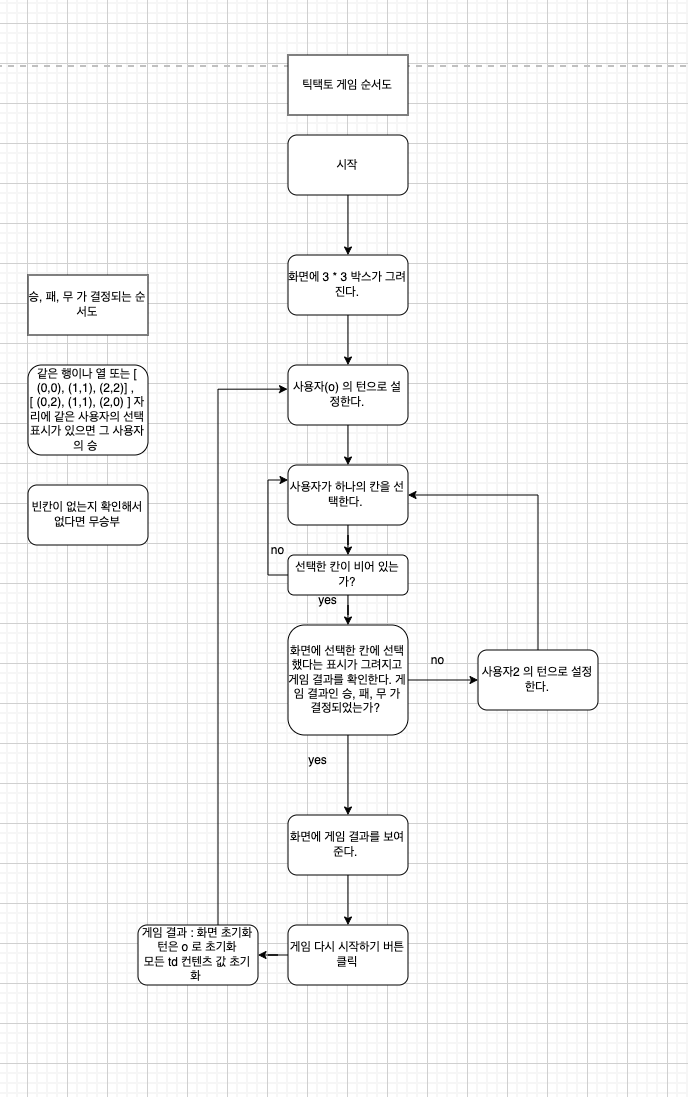 틱택토 게임 순서도
시작
화면에 3 * 3 박스가 그려
진다.
승, 패, 무 가 결정되는 순
서도
같은 행이나 열 또는 [
(0,0), (1,1), (2,2)] ,
[ (0,2), (1,1), (2,0) ] 자
리에 같은 사용자의 선택
표시가 있으면 그 사용자
의 승
빈칸이 없는지 확인해서
없다면 무승부
사용자(o) 의 턴으로 설
정한다.
사용자가 하나의 칸을 선
택한다.
no
선택한 칸이 비어 있는
가?
yes
화면에 선택한 칸에 선택
했다는 표시가 그려지고
게임 결과를 확인한다. 게
임 결과인 승, 패, 무 가
결정되었는가?
no
사용자2 의 턴으로 설정
한다.
yes
화면에 게임 결과를 보여
준다.
게임 다시 시작하기 버튼
클릭
게임 결과 : 화면 초기화
턴은 o 로 초기화
모든 td 컨텐츠 값 초기
화